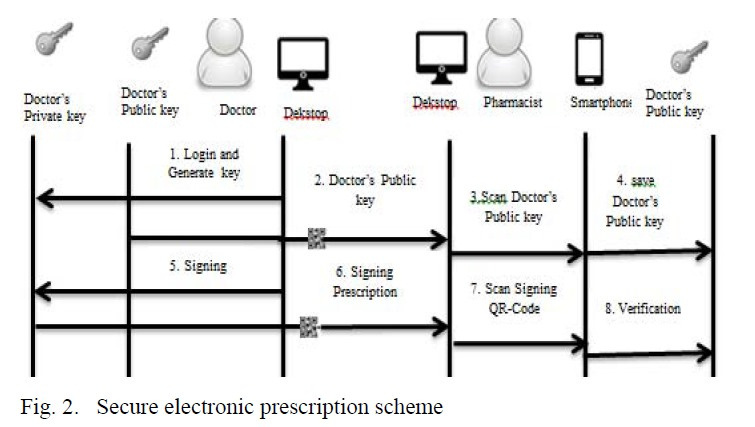 Doctor's
Private key
Doctor's
Public key
Doctor
Dekstop
Dekstop
Pharmacist
Smartphone
Doctor's
Public key
1. Login and
Generate key
2. Doctor's Public
key
3.Scan Doctor's
Public key
4. save
Doctor's
Public key
5. Signing
6. Signing
Prescription
7. Scan Signing
QR-Code
8. Verification
Fig. 2. Secure electronic prescription scheme